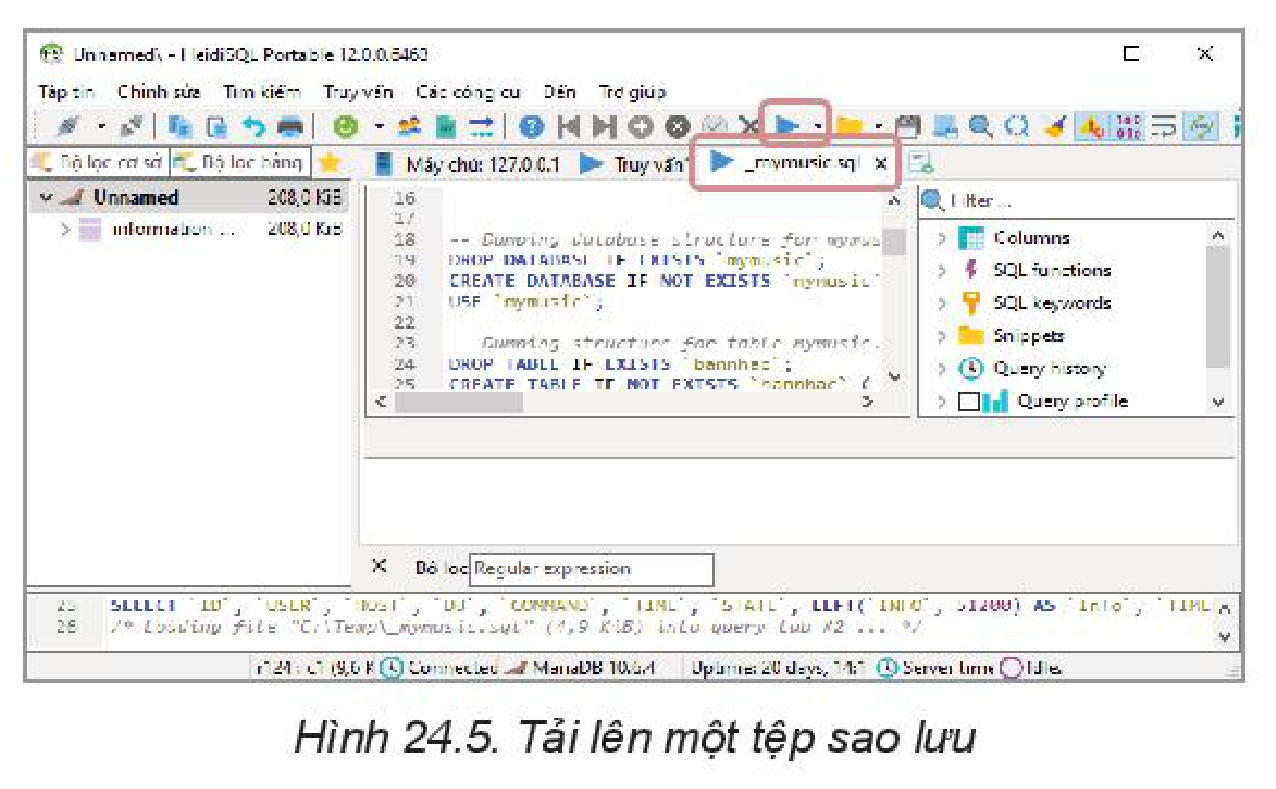 Unnamed\ - HeidiSQL Portable 12.0.0.6468
Tập tin Chỉnh sửa Tìm kiếm Truy vấn Các công cụ Đến Trợ giúp
Bộ lọc cơ sở Bộ lọc bảng Máy chủ: 127.0.0.1 Truy vấn* _mymusic.sql
Unnamed 208,0 KiB
information ... 208,0 KiB
16
17
18 -- Dumping database structure for mymus
19 DROP DATABASE IF EXISTS `mymusic`;
20 CREATE DATABASE IF NOT EXISTS `mymusic`
21 USE `mymusic`;
22
23 Dumping structure for table mymusic.
24 DROP TABLE IF EXISTS `bannhac`;
25 CREATE TABLE IF NOT EXISTS `bannhac` (
Filter ...
Columns
SQL functions
SQL keywords
Snippets
Query history
Query profile
Bộ lọc Regular expression
25 SELECT `ID`, `USER`, `HOST`, `DB`, `COMMAND`, `TIME`, `STATE`, LEFT(`INFO`, 51200) AS `Info`, `TIME
26 /* Loading file "C:\Temp\_mymusic.sql" (4,9 KiB) into query tab #2 ... */
Connected MariaDB 10.6.4 Uptime: 20 days, Server time Idle.
Hình 24.5. Tải lên một tệp sao lưu